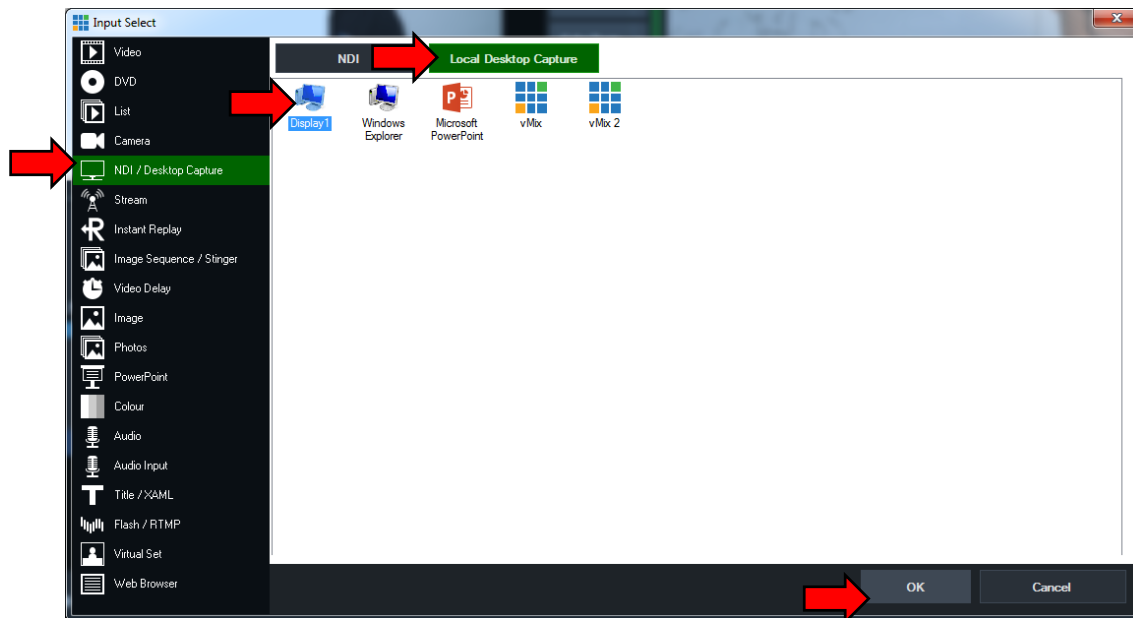 Input Select
Video
DVD
List
Camera
NDI / Desktop Capture
Stream
Instant Replay
Image Sequence / Stinger
Video Delay
Image
Photos
PowerPoint
Colour
Audio
Audio Input
Title / XAML
Flash / RTMP
Virtual Set
Web Browser
NDI
Local Desktop Capture
Display1
Windows
Explorer
Microsoft
PowerPoint
vMix
vMix 2
OK
Cancel